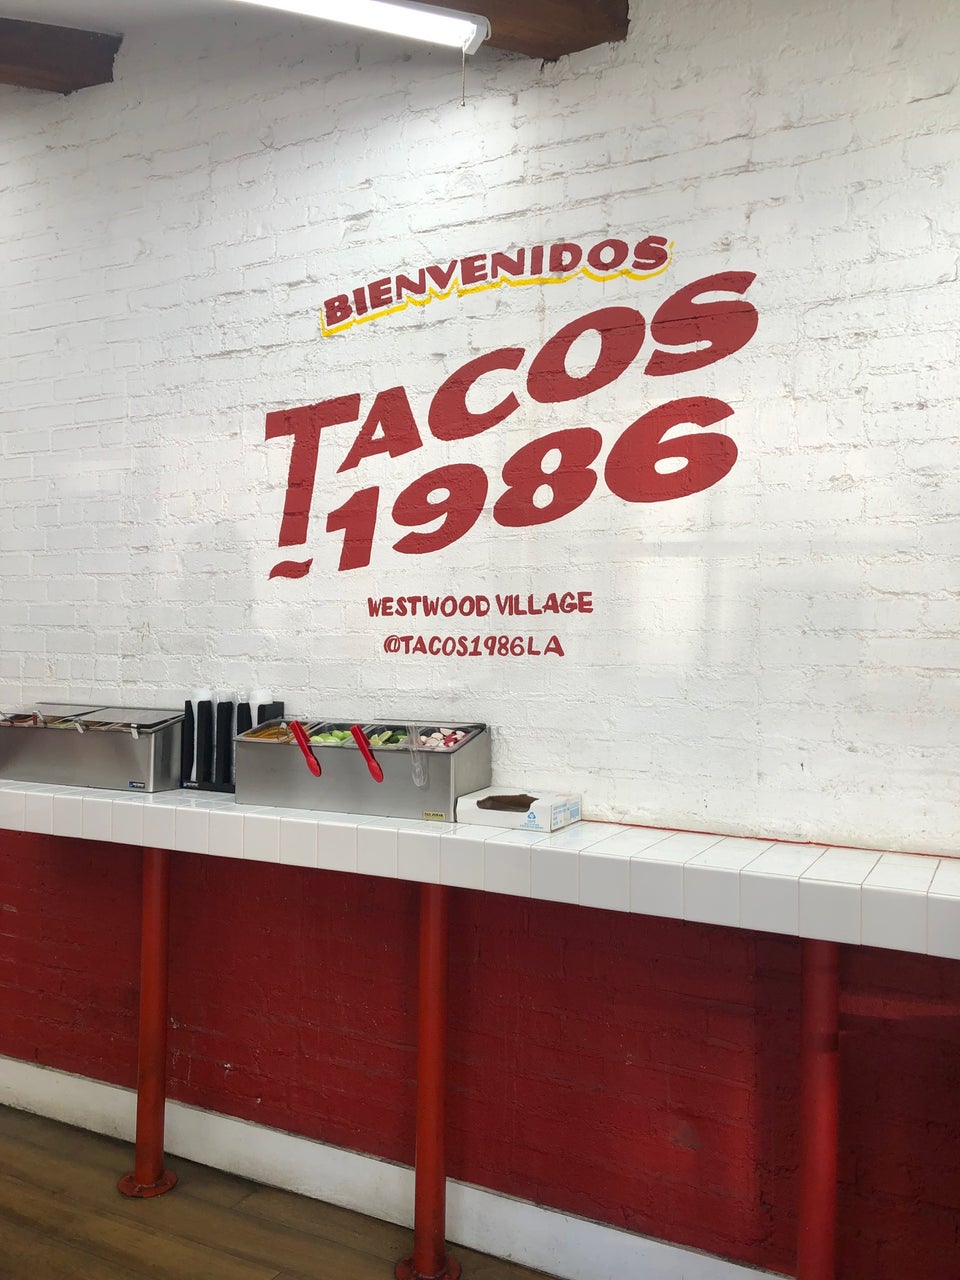 BIENVENIDOS
TACOS
1986
WESTWOOD VILLAGE
@TACOS1986LA